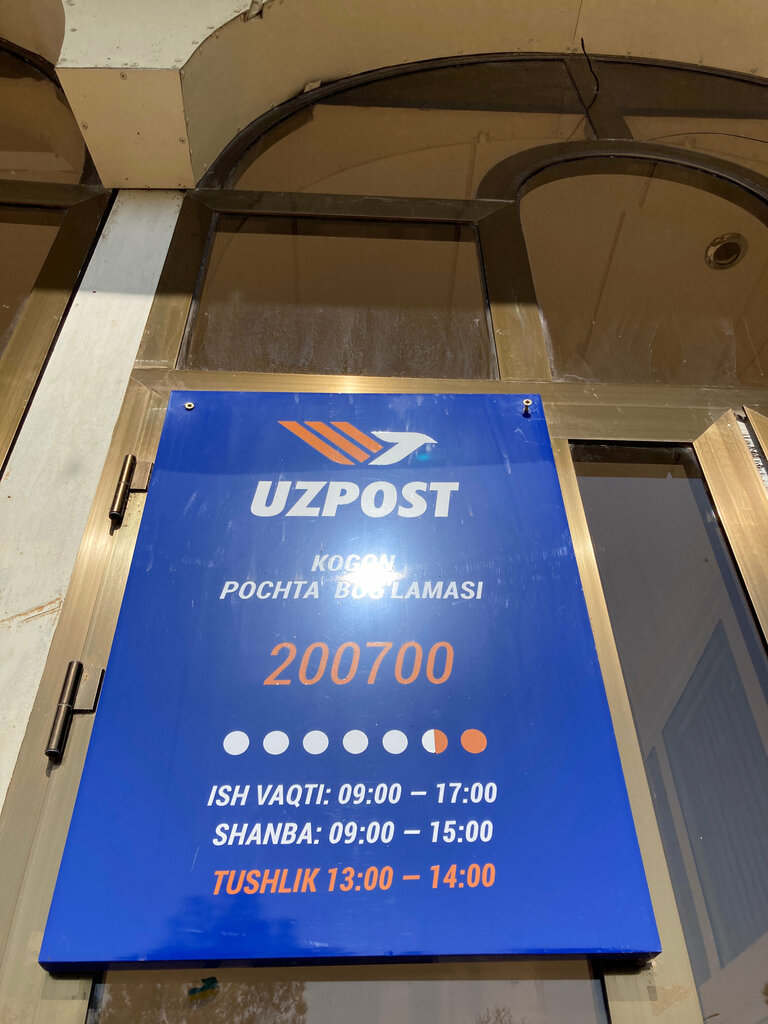 UZPOST
KOGON
POCHTA BOG'LAMASI
200700
ISH VAQTI: 09:00 – 17:00
SHANBA: 09:00 – 15:00
TUSHLIK 13:00 – 14:00